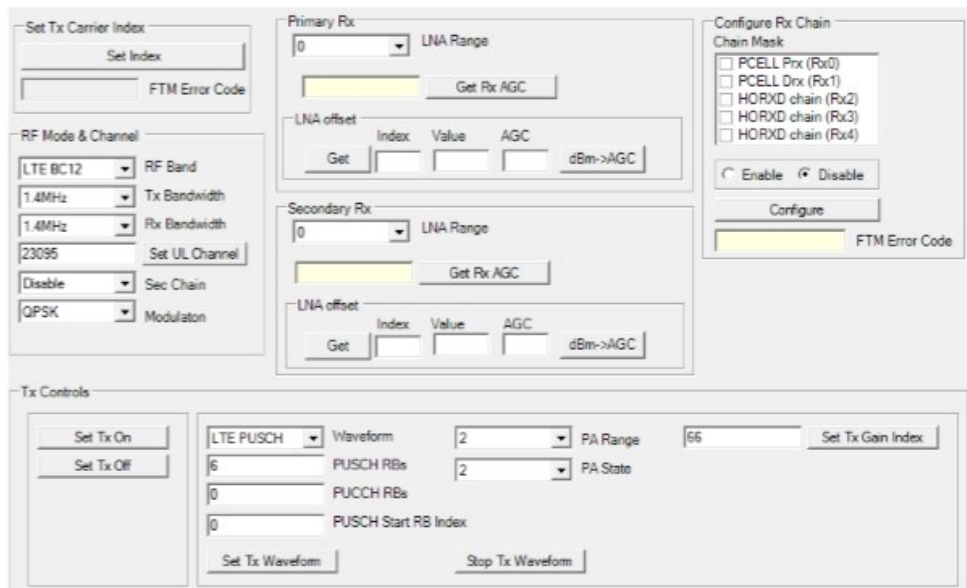 Set Tx Carrier Index
Set Index
FTM Error Code
RF Mode & Channel
LTE BC12 RF Band
1.4MHz Tx Bandwidth
1.4MHz Rx Bandwidth
23095 Set UL Channel
Disable Sec Chain
QPSK Modulaton
Primary Rx
0 LNA Range
Get Rx AGC
LNA offset
Index Value AGC
Get dBm->AGC
Secondary Rx
0 LNA Range
Get Rx AGC
LNA offset
Index Value AGC
Get dBm->AGC
Configure Rx Chain
Chain Mask
PCELL Prx (Rx0)
PCELL Drx (Rx1)
HORXD chain (Rx2)
HORXD chain (Rx3)
HORXD chain (Rx4)
Enable Disable
Configure
FTM Error Code
Tx Controls
Set Tx On
Set Tx Off
LTE PUSCH Waveform 2 PA Range 66 Set Tx Gain Index
6 PUSCH RBs 2 PA State
0 PUCCH RBs
0 PUSCH Start RB Index
Set Tx Waveform Stop Tx Waveform